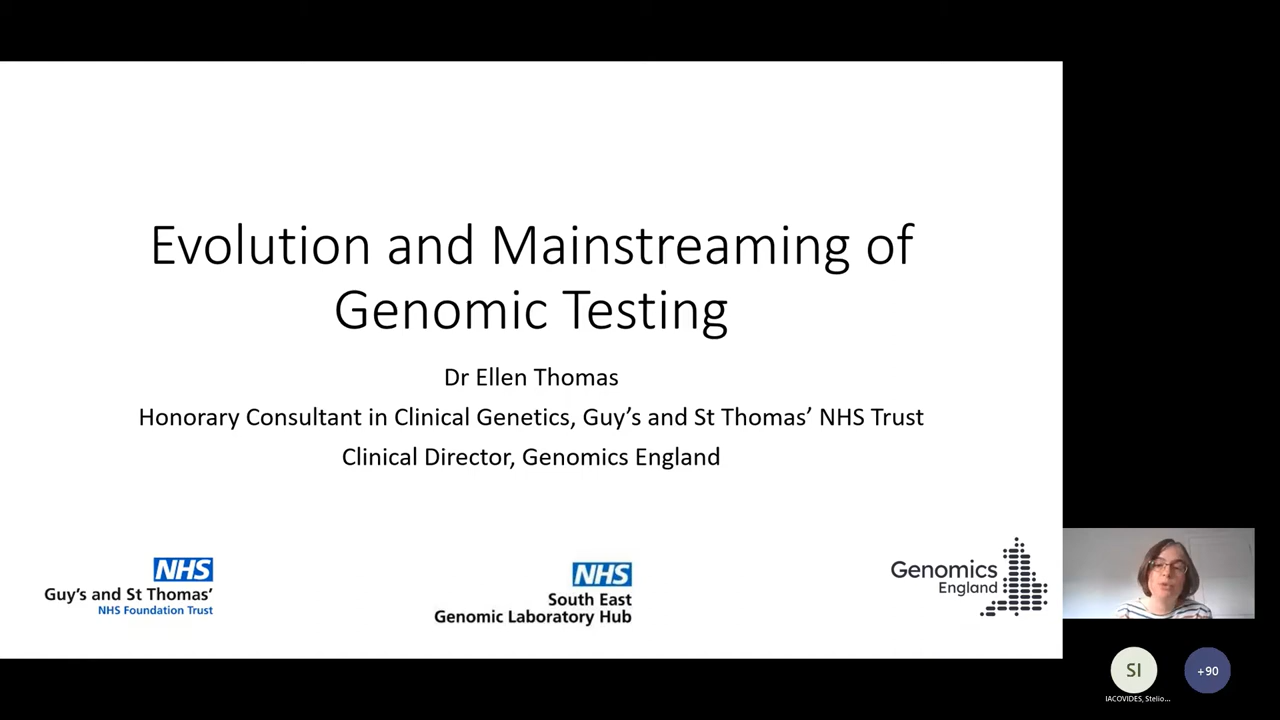 Evolution and Mainstreaming of
Genomic Testing
Dr Ellen Thomas
Honorary Consultant in Clinical Genetics, Guy’s and St Thomas’ NHS Trust
Clinical Director, Genomics England
NHS
Guy’s and St Thomas’
NHS Foundation Trust
NHS
South East
Genomic Laboratory Hub
Genomics
England
SI
+90
IACOVIDES, Stelio...